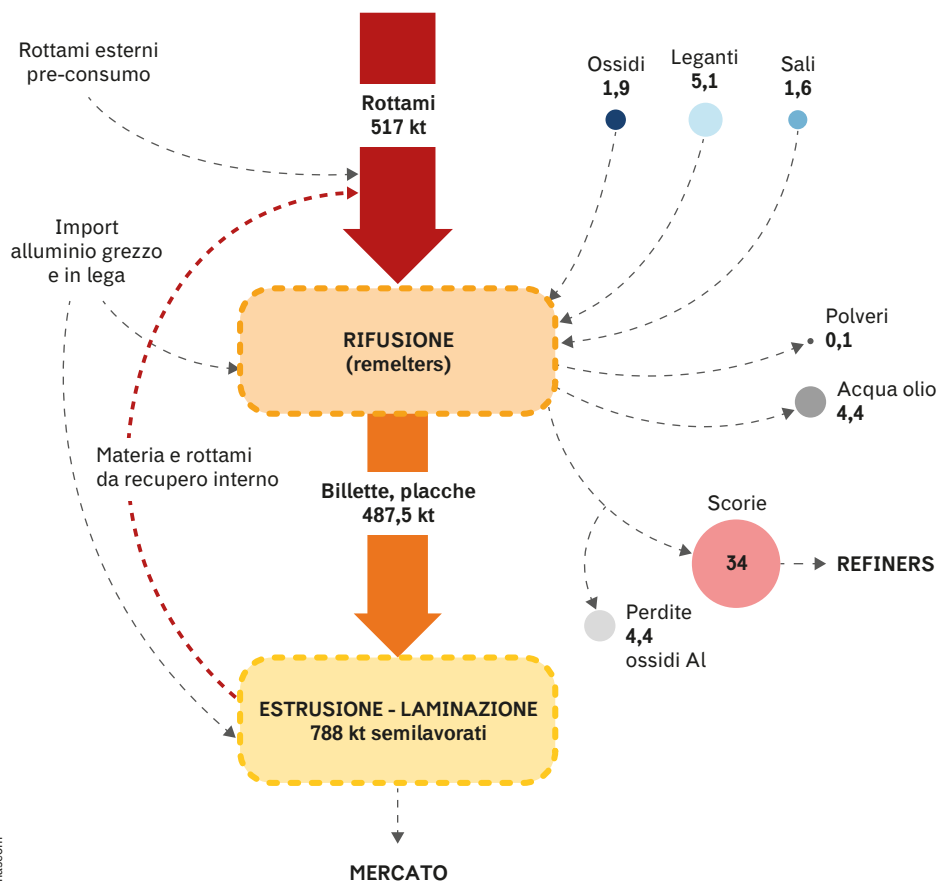 Rottami esterni
pre-consumo
Rottami
517 kt
Ossidi
1,9
Leganti
5,1
Sali
1,6
Import
alluminio grezzo
e in lega
RIFUSIONE
(remelters)
Polveri
0,1
Acqua olio
4,4
Materia e rottami
da recupero interno
Billette, placche
487,5 kt
Scorie
34
REFINERS
Perdite
4,4
ossidi Al
ESTRUSIONE - LAMINAZIONE
788 kt semilavorati
MERCATO